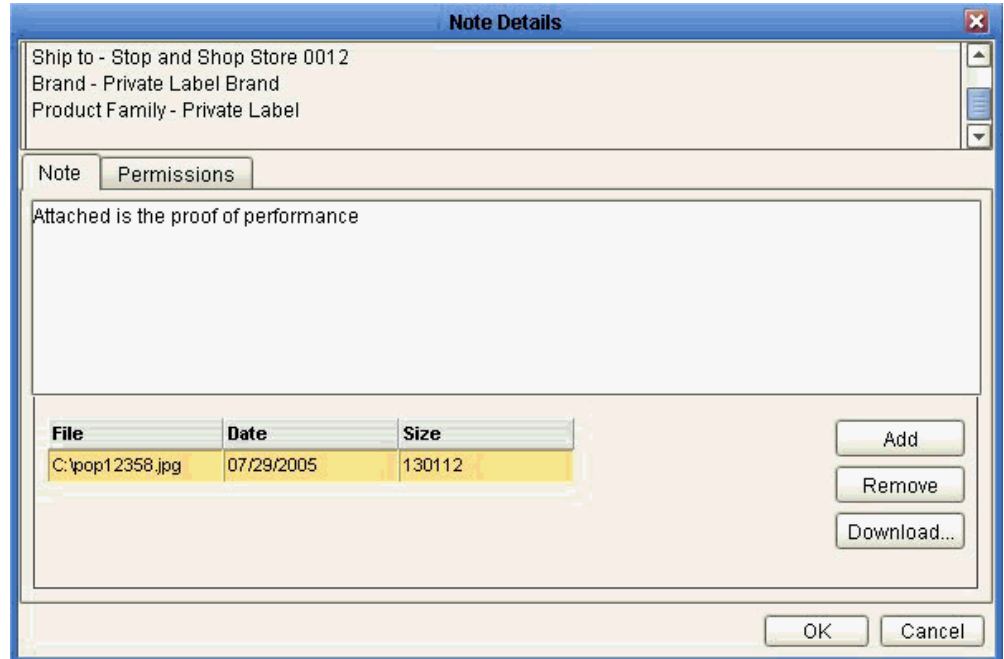 Note Details
Ship to - Stop and Shop Store 0012
Brand - Private Label Brand
Product Family - Private Label
Note Permissions
Attached is the proof of performance
File Date Size
C:\pop12358.jpg 07/29/2005 130112
Add
Remove
Download...
OK Cancel